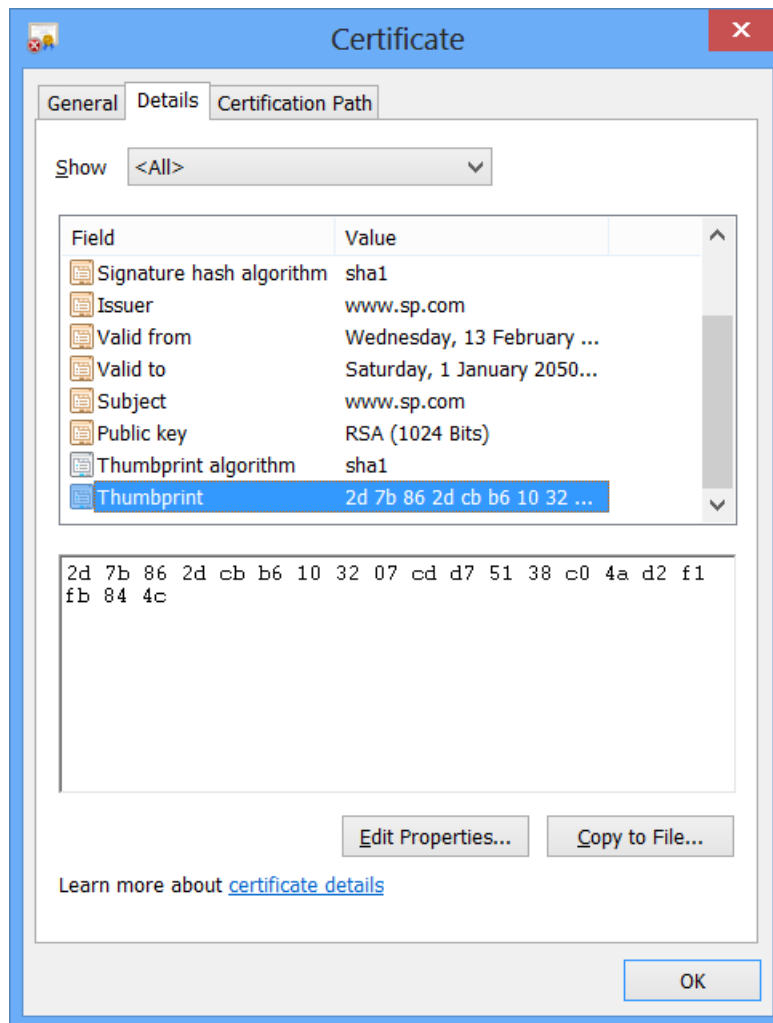 Certificate
General Details Certification Path
Show <All>
Field Value
Signature hash algorithm sha1
Issuer www.sp.com
Valid from Wednesday, 13 February ...
Valid to Saturday, 1 January 2050...
Subject www.sp.com
Public key RSA (1024 Bits)
Thumbprint algorithm sha1
Thumbprint 2d 7b 86 2d cb b6 10 32 ...
2d 7b 86 2d cb b6 10 32 07 cd d7 51 38 c0 4a d2 f1
fb 84 4c
Edit Properties... Copy to File...
Learn more about certificate details
OK